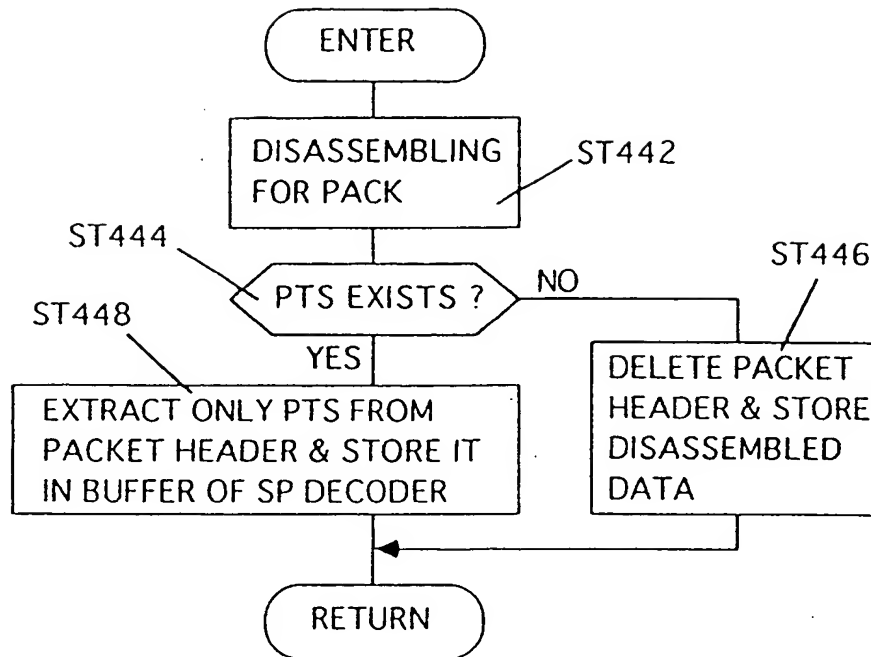 ENTER
DISASSEMBLING
FOR PACK
ST442
ST444
PTS EXISTS ?
NO
ST446
ST448
YES
EXTRACT ONLY PTS FROM
PACKET HEADER & STORE IT
IN BUFFER OF SP DECODER
DELETE PACKET
HEADER & STORE
DISASSEMBLED
DATA
RETURN